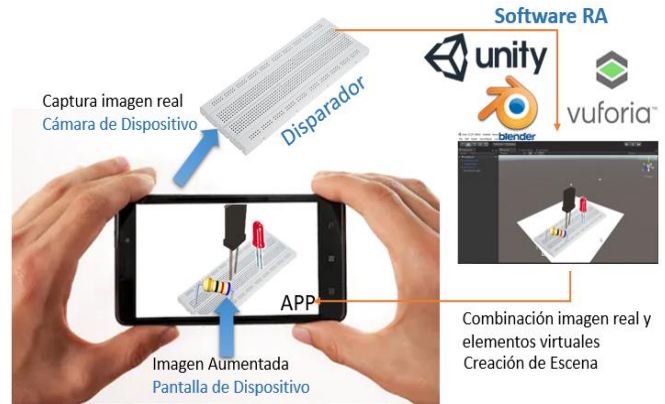 Software RA
unity
vuforia™
blender
Captura imagen real
Cámara de Dispositivo
Disparador
APP
Imagen Aumentada
Pantalla de Dispositivo
Combinación imagen real y
elementos virtuales
Creación de Escena